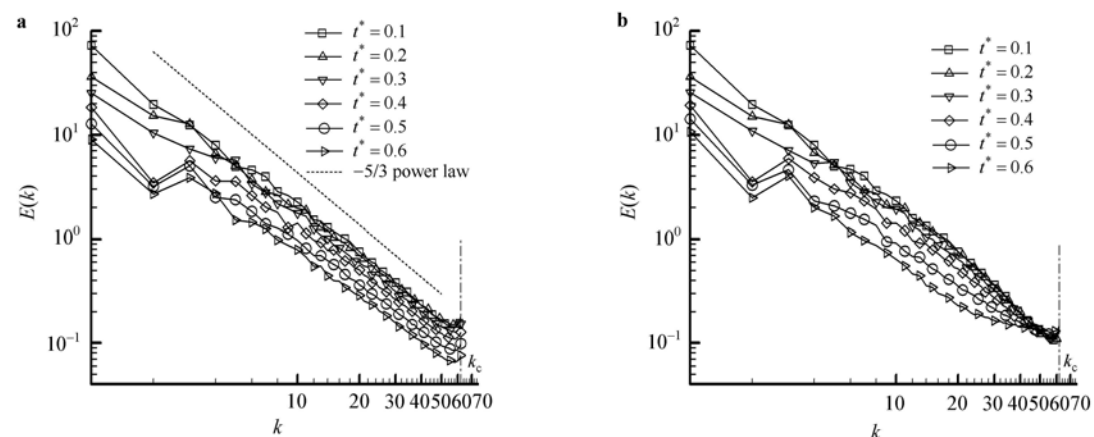 a
10²
10¹
10⁰
10⁻¹
E(k)
t* = 0.1
t* = 0.2
t* = 0.3
t* = 0.4
t* = 0.5
t* = 0.6
−5/3 power law
k_c
10 20 30 40 50 60 70
k
b
10²
10¹
10⁰
10⁻¹
E(k)
t* = 0.1
t* = 0.2
t* = 0.3
t* = 0.4
t* = 0.5
t* = 0.6
k_c
10 20 30 40 50 60 70
k